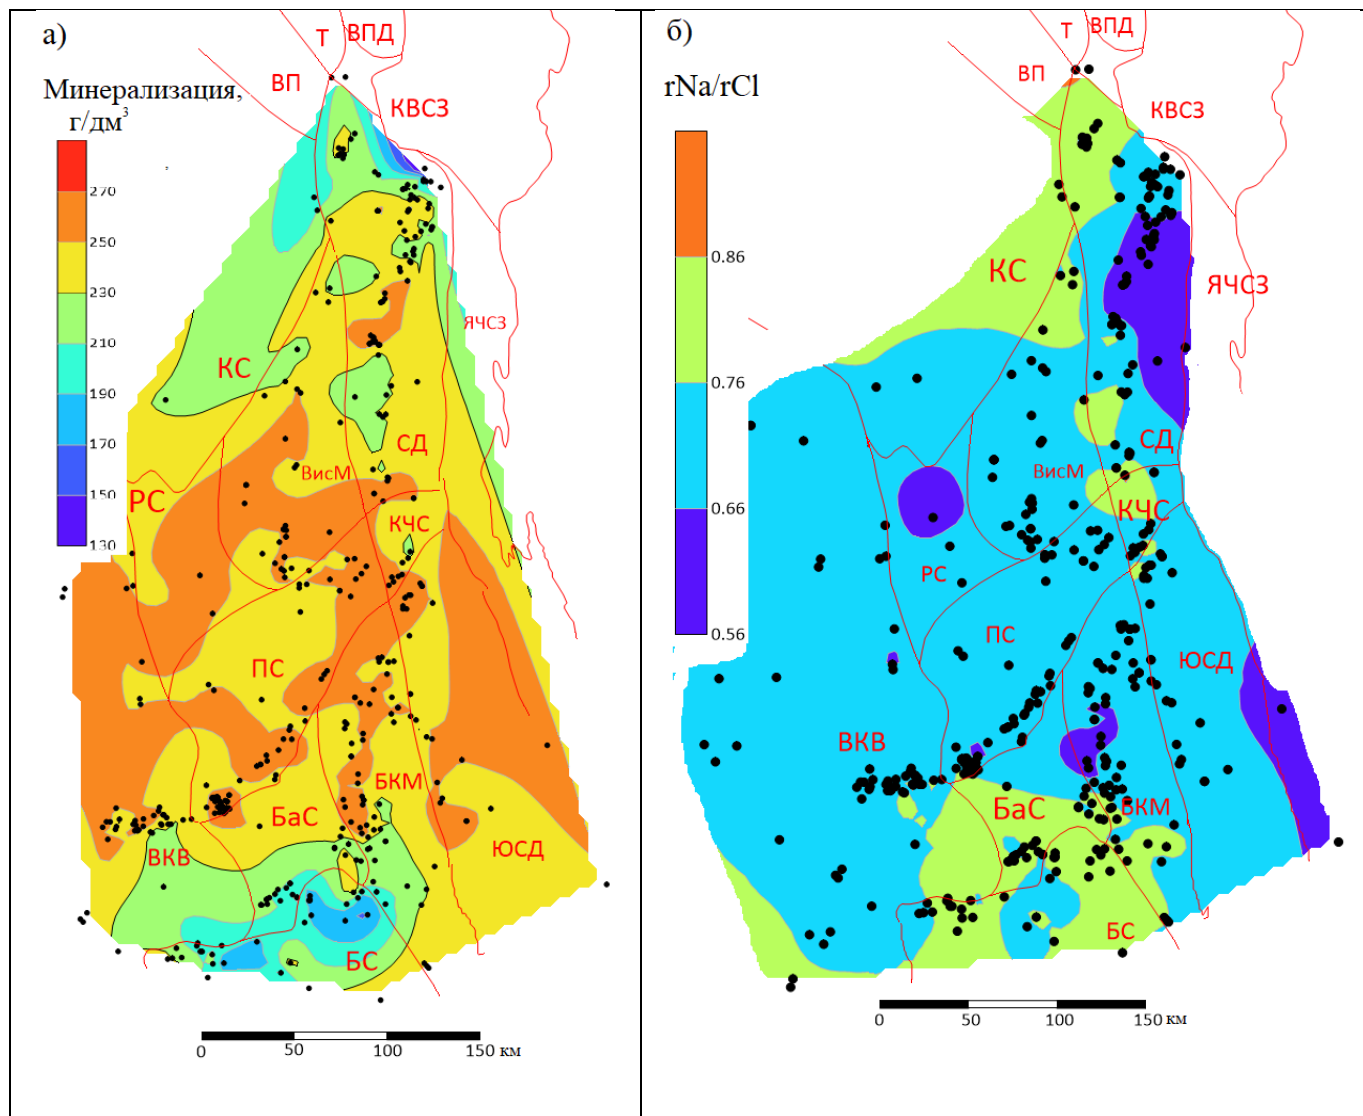 а)
Т
ВПД
ВП
КВСЗ
Минерализация,
г/дм³
270
250
230
210
190
170
150
130
ЯЧСЗ
КС
СД
ВисМ
РС
КЧС
ПС
БКМ
БаС
ВКВ
ЮСД
БС
0
50
100
150 км
б)
Т
ВПД
ВП
rNa/rCl
КВСЗ
0.86
0.76
0.66
0.56
КС
ЯЧСЗ
СД
ВисМ
КЧС
РС
ПС
ЮСД
ВКВ
БаС
БКМ
БС
0
50
100
150 км